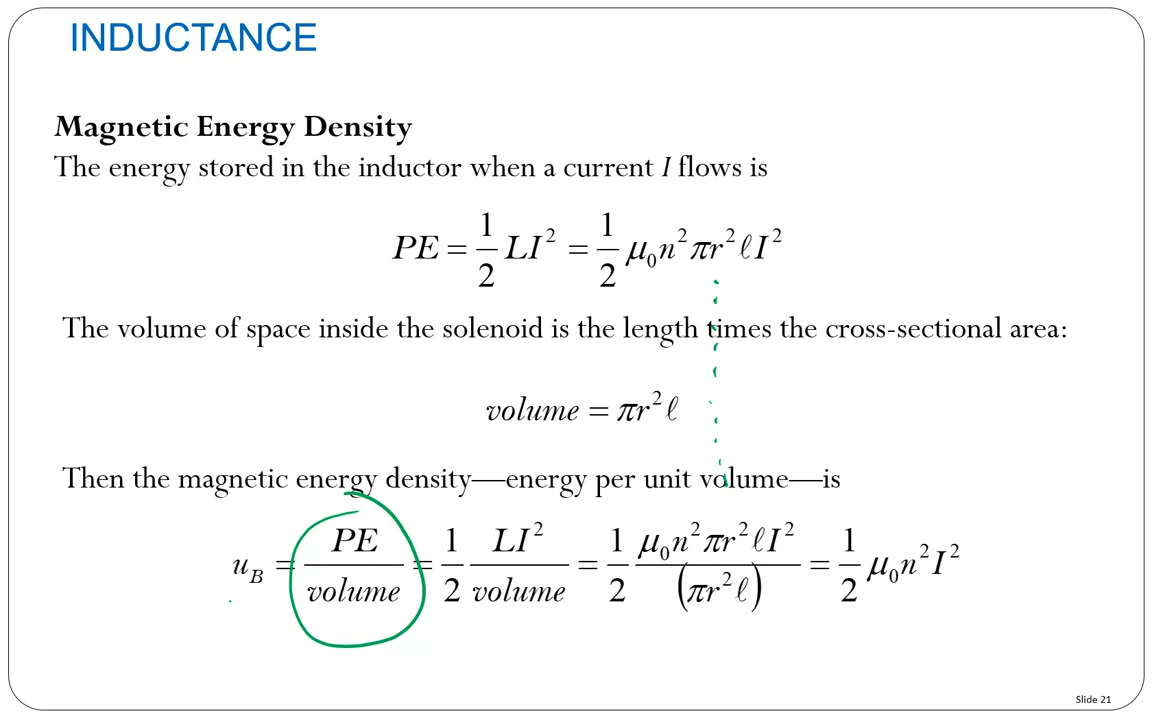 INDUCTANCE
Magnetic Energy Density
The energy stored in the inductor when a current I flows is
PE = 1/2 LI² = 1/2 μ₀n²πr²ℓI²
The volume of space inside the solenoid is the length times the cross-sectional area:
volume = πr²ℓ
Then the magnetic energy density—energy per unit volume—is
u_B = PE/volume = 1/2 LI²/volume = 1/2 μ₀n²πr²ℓI²/(πr²ℓ) = 1/2 μ₀n²I²
Slide 21